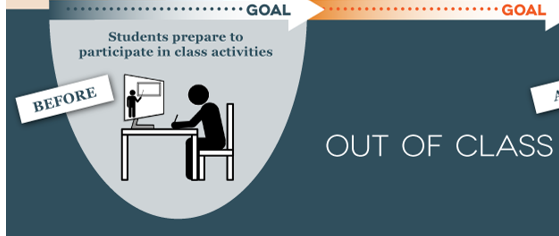 GOAL
GOAL
Students prepare to
participate in class activities
BEFORE
OUT OF CLASS